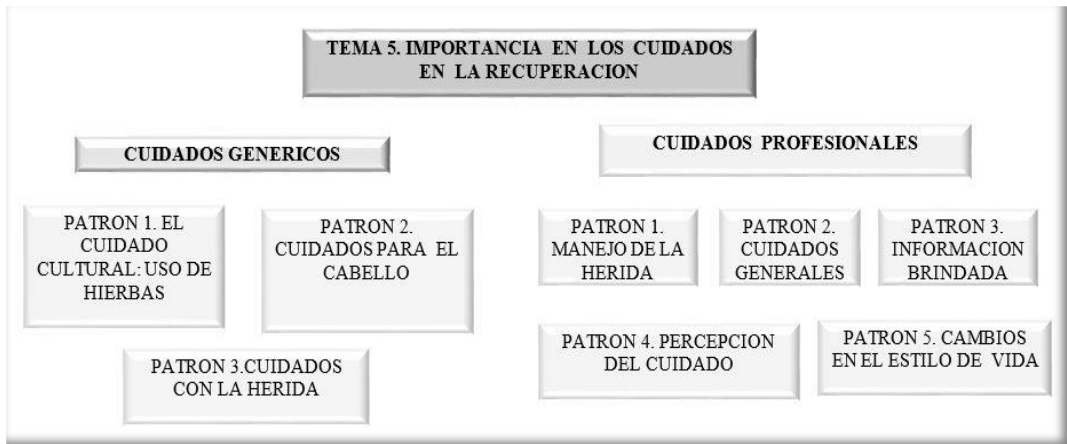 TEMA 5. IMPORTANCIA EN LOS CUIDADOS
EN LA RECUPERACION
CUIDADOS GENERICOS
CUIDADOS PROFESIONALES
PATRON 1. EL
CUIDADO
CULTURAL: USO DE
HIERBAS
PATRON 2.
CUIDADOS PARA EL
CABELLO
PATRON 3.CUIDADOS
CON LA HERIDA
PATRON 1.
MANEJO DE LA
HERIDA
PATRON 2.
CUIDADOS
GENERALES
PATRON 3.
INFORMACION
BRINDADA
PATRON 4. PERCEPCION
DEL CUIDADO
PATRON 5. CAMBIOS
EN EL ESTILO DE VIDA